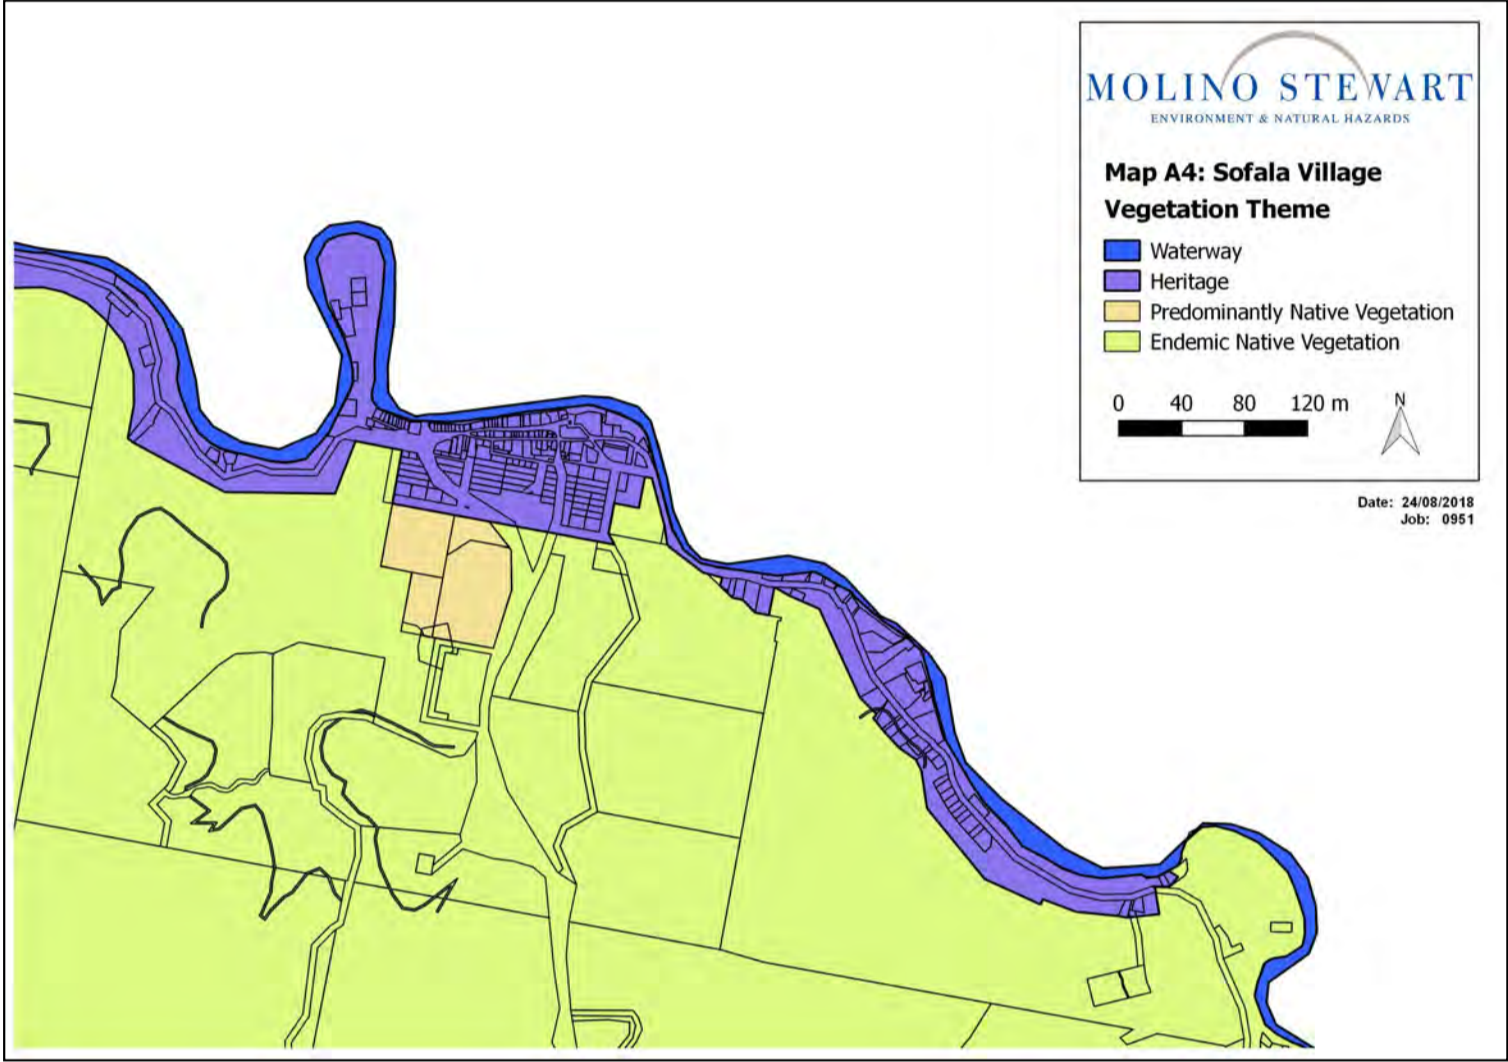 MOLINO STEWART
ENVIRONMENT & NATURAL HAZARDS
Map A4: Sofala Village
Vegetation Theme
Waterway
Heritage
Predominantly Native Vegetation
Endemic Native Vegetation
0 40 80 120 m
N
Date: 24/08/2018
Job: 0951